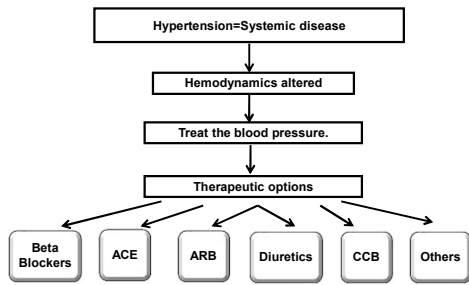 Hypertension=Systemic disease
Hemodynamics altered
Treat the blood pressure.
Therapeutic options
Beta
Blockers
ACE
ARB
Diuretics
CCB
Others